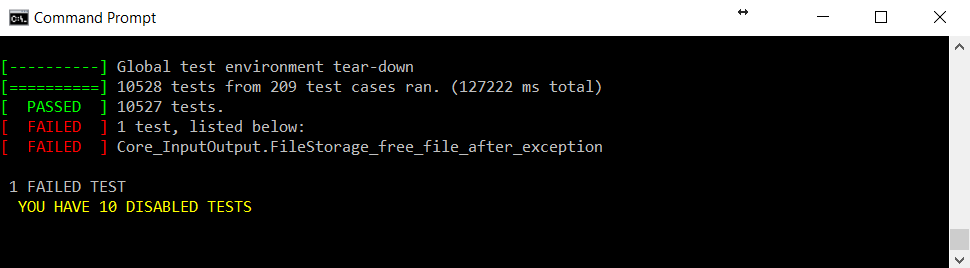 Command Prompt
[----------] Global test environment tear-down
[==========] 10528 tests from 209 test cases ran. (127222 ms total)
[  PASSED  ] 10527 tests.
[  FAILED  ] 1 test, listed below:
[  FAILED  ] Core_InputOutput.FileStorage_free_file_after_exception
1 FAILED TEST
YOU HAVE 10 DISABLED TESTS